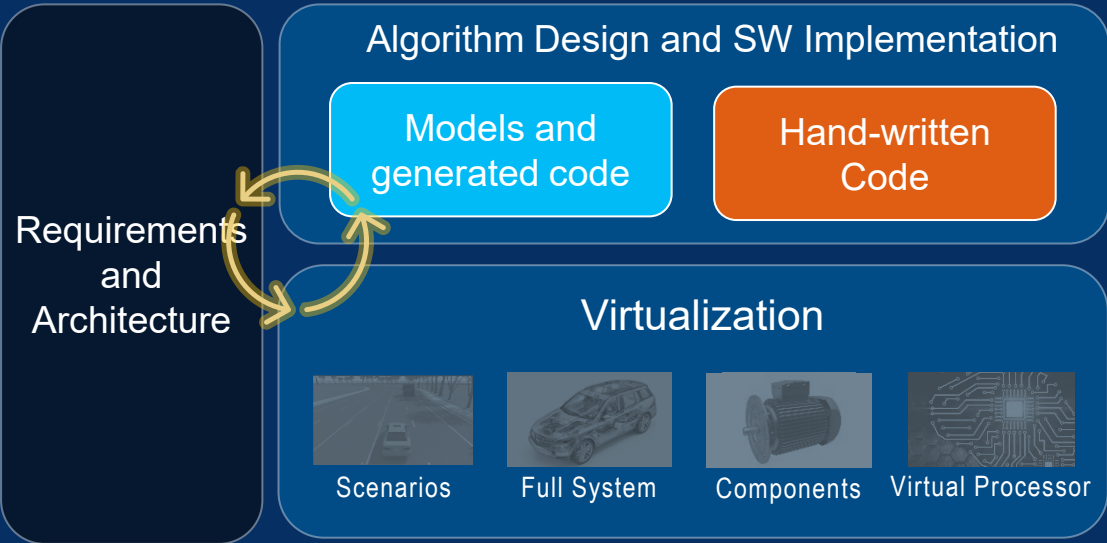 Algorithm Design and SW Implementation
Models and
generated code
Hand-written
Code
Requirements
and
Architecture
Virtualization
Scenarios
Full System
Components
Virtual Processor